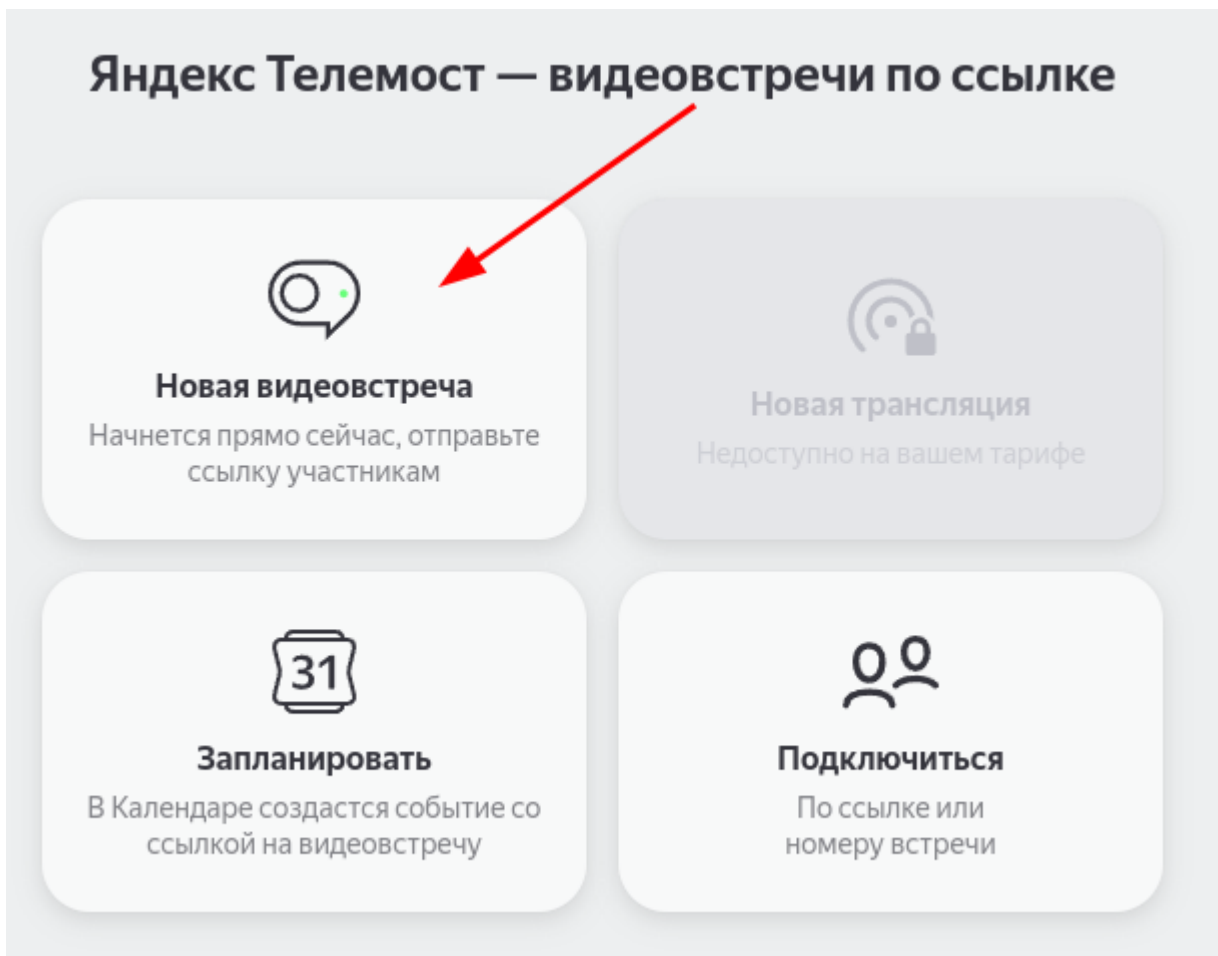 Яндекс Телемост — видеовстречи по ссылке
Новая видеовстреча
Начнется прямо сейчас, отправьте
ссылку участникам
Новая трансляция
Недоступно на вашем тарифе
31
Запланировать
В Календаре создастся событие со
ссылкой на видеовстречу
Подключиться
По ссылке или
номеру встречи